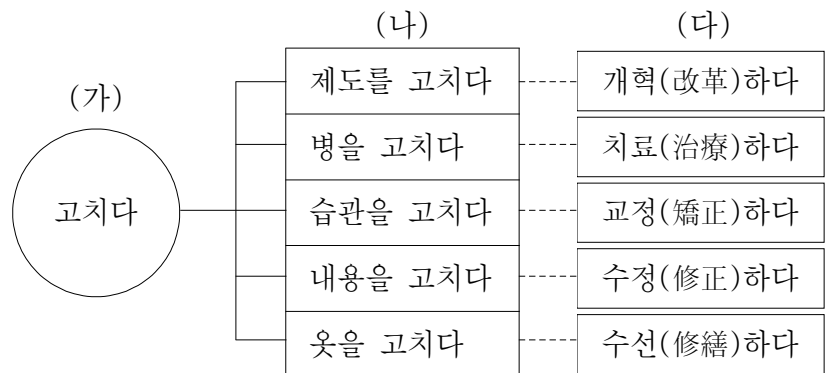 (나) (다)
(가)
고치다
제도를 고치다 개혁(改革)하다
병을 고치다 치료(治療)하다
습관을 고치다 교정(矯正)하다
내용을 고치다 수정(修正)하다
옷을 고치다 수선(修繕)하다